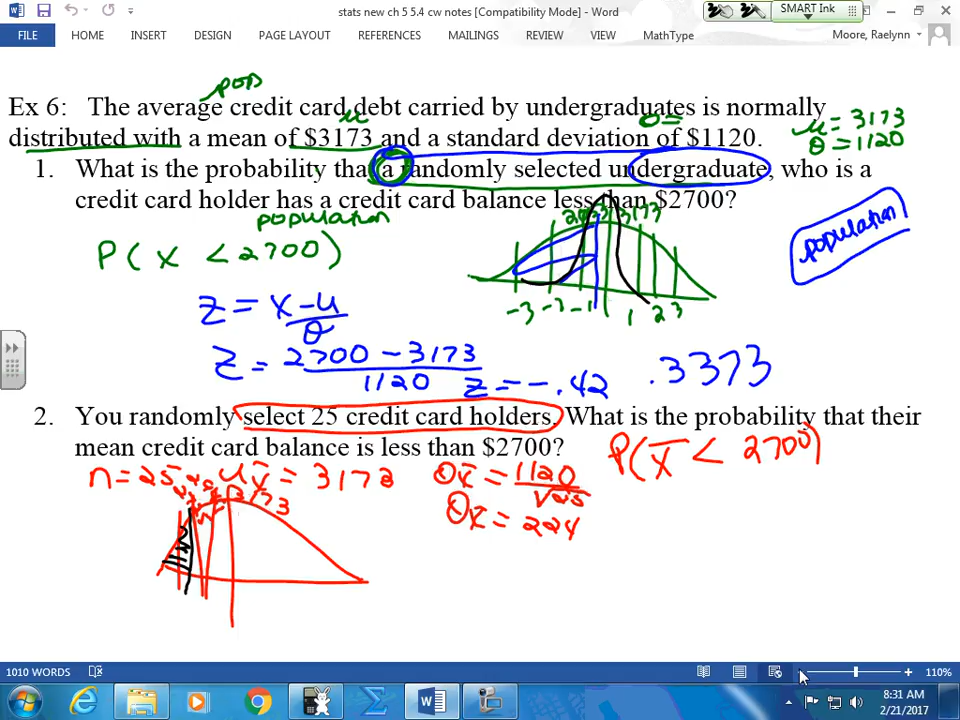 stats new ch 5 5.4 cw notes [Compatibility Mode] - Word
SMART Ink
FILE HOME INSERT DESIGN PAGE LAYOUT REFERENCES MAILINGS REVIEW VIEW MathType Moore, Raelynn
pop
Ex 6: The average credit card debt carried by undergraduates is normally
μ σ= μ = 3173
distributed with a mean of $3173 and a standard deviation of $1120.
σ = 1120
1. What is the probability that a randomly selected undergraduate, who is a
credit card holder has a credit card balance less than $2700?
population
P( x < 2700)
3173
population
-3 -1 1 2 3
z = x - μ
σ
z = 2700 - 3173
1120
z = -.42 .3373
2. You randomly select 25 credit card holders. What is the probability that their
mean credit card balance is less than $2700?
P( x̄ < 2700)
n = 25 μx̄ = 3173 σx̄ = 1120
√25
σx̄ = 224
3173
1010 WORDS 110%
8:31 AM
2/21/2017